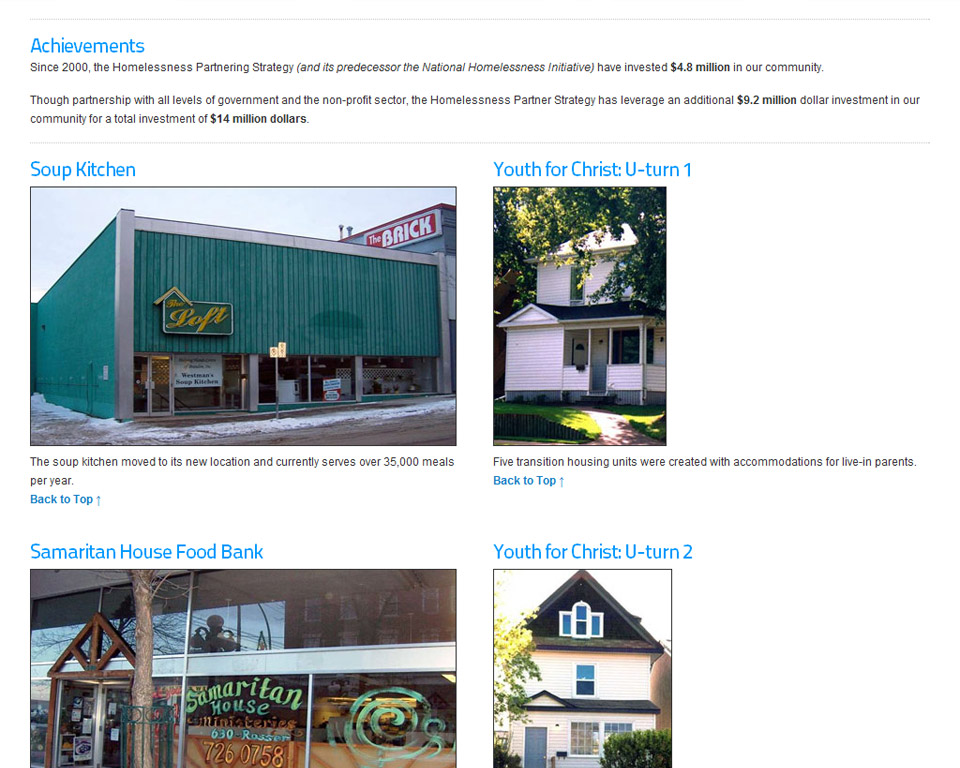 Achievements
Since 2000, the Homelessness Partnering Strategy (and its predecessor the National Homelessness Initiative) have invested $4.8 million in our community.
Though partnership with all levels of government and the non-profit sector, the Homelessness Partner Strategy has leverage an additional $9.2 million dollar investment in our
community for a total investment of $14 million dollars.
Soup Kitchen
The BRICK
The
Loft
Westman's
Soup Kitchen
The soup kitchen moved to its new location and currently serves over 35,000 meals
per year.
Back to Top ↑
Youth for Christ: U-turn 1
Five transition housing units were created with accommodations for live-in parents.
Back to Top ↑
Samaritan House Food Bank
Samaritan
House
Ministeries
630-Rosser
726 0758
Youth for Christ: U-turn 2